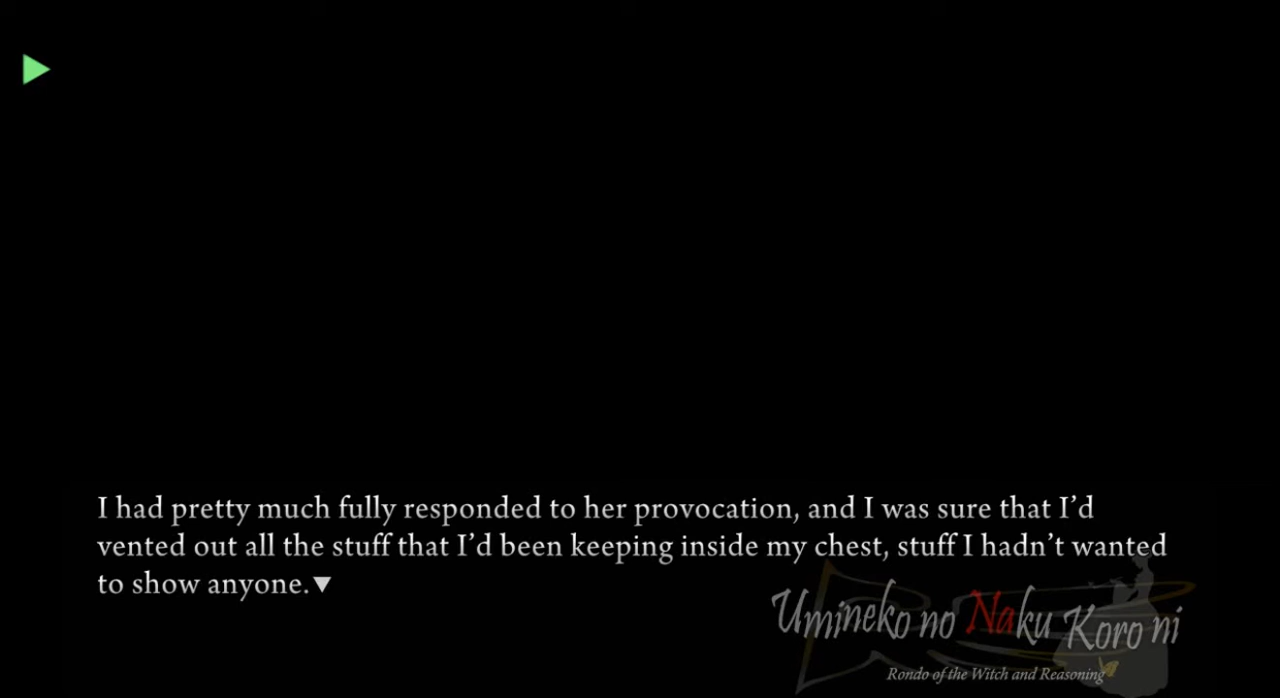 I had pretty much fully responded to her provocation, and I was sure that I’d
vented out all the stuff that I’d been keeping inside my chest, stuff I hadn’t wanted
to show anyone.▼
Umineko no Naku Koro ni
Rondo of the Witch and Reasoning